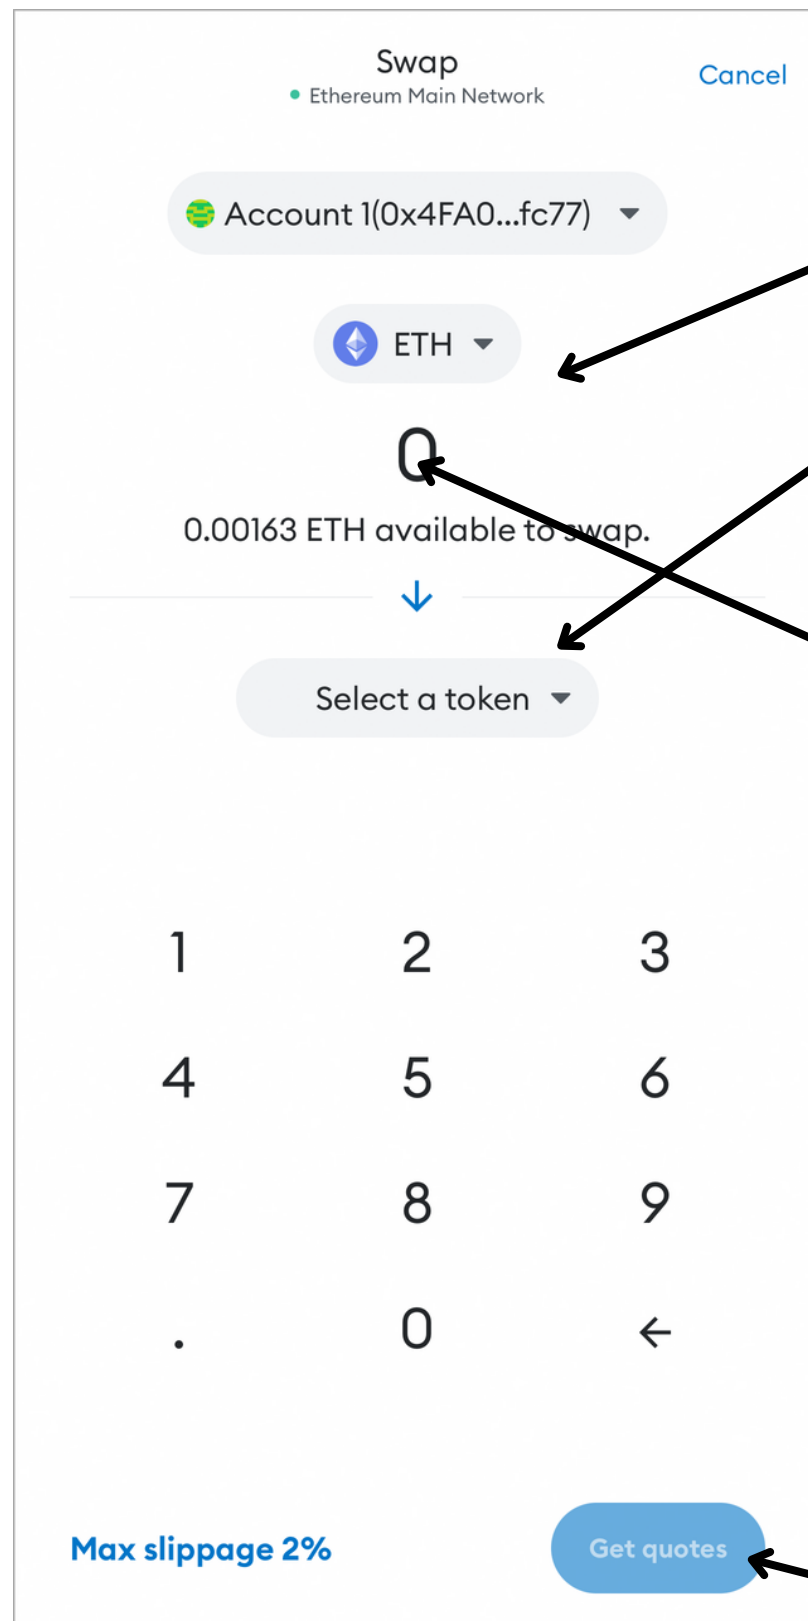 Swap
Ethereum Main Network
Cancel
Account 1(0x4FA0...fc77)
ETH
0
0.00163 ETH available to swap.
Select a token
1 2 3
4 5 6
7 8 9
. 0
Max slippage 2%
Get quotes